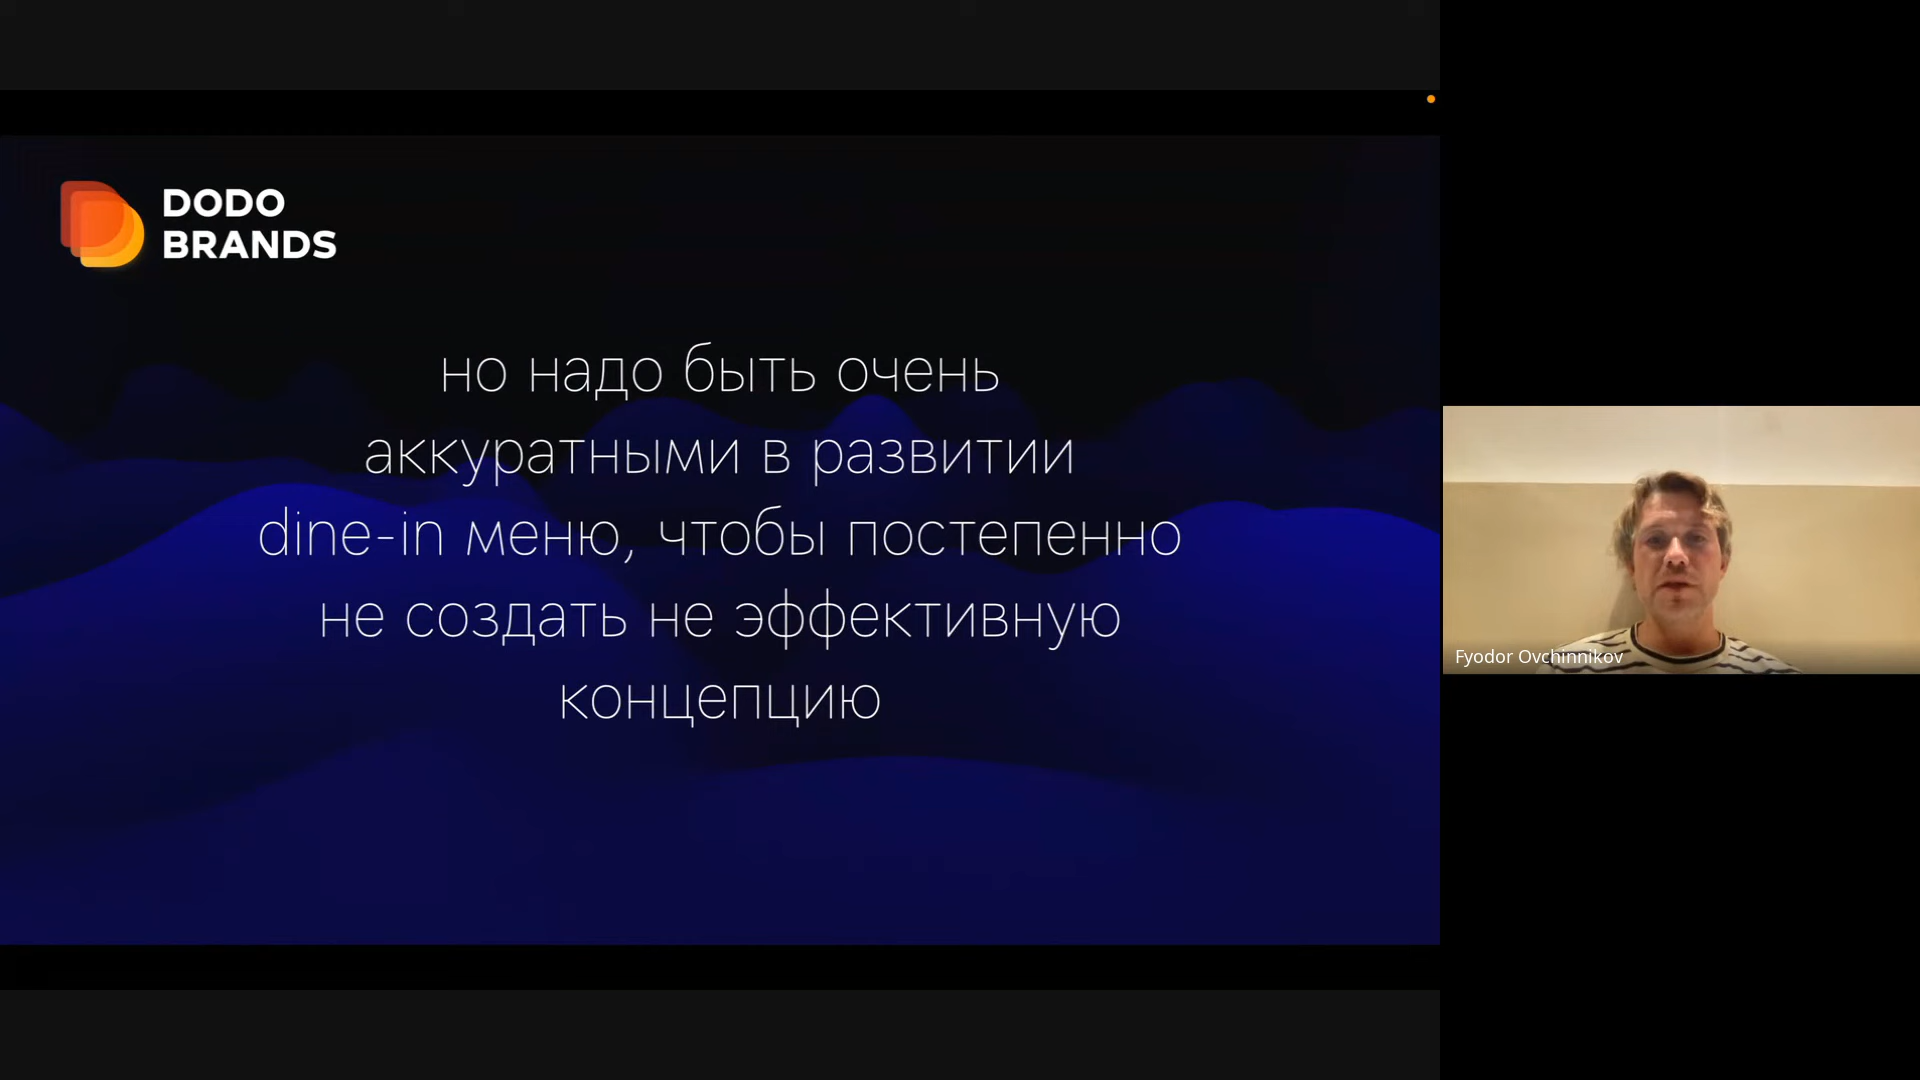 DODO
BRANDS
но надо быть очень
аккуратными в развитии
dine-in меню, чтобы постепенно
не создать не эффективную
концепцию
Fyodor Ovchinnikov